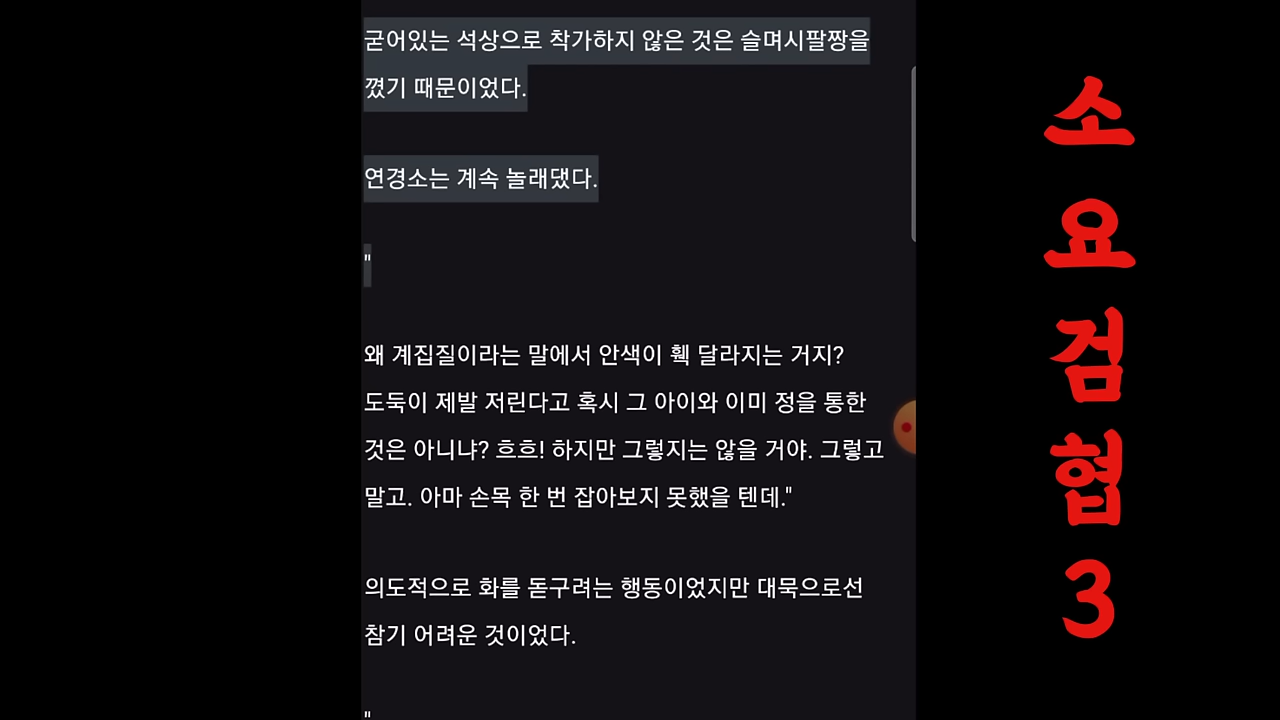 굳어있는 석상으로 착가하지 않은 것은 슬며시팔짱을
꼈기 때문이었다.
연경소는 계속 놀래댔다.
"
왜 계집질이라는 말에서 안색이 홱 달라지는 거지?
도둑이 제발 저린다고 혹시 그 아이와 이미 정을 통한
것은 아니냐? 흐흐! 하지만 그렇지는 않을 거야. 그렇고
말고. 아마 손목 한 번 잡아보지 못했을 텐데."
의도적으로 화를 돋구려는 행동이었지만 대묵으로선
참기 어려운 것이었다.
"
소
요
검
협
3